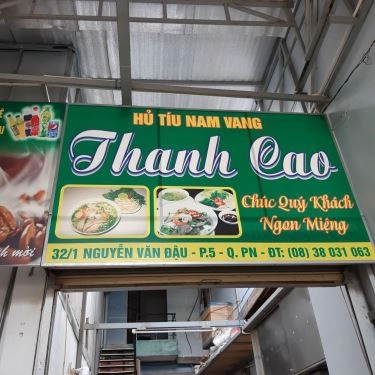 HỦ TÍU NAM VANG
Thanh Cao
Chúc Quý Khách
Ngon Miệng
32/1 NGUYỄN VĂN ĐẬU - P.5 - Q. PN - ĐT: (08) 38 031 063
mới